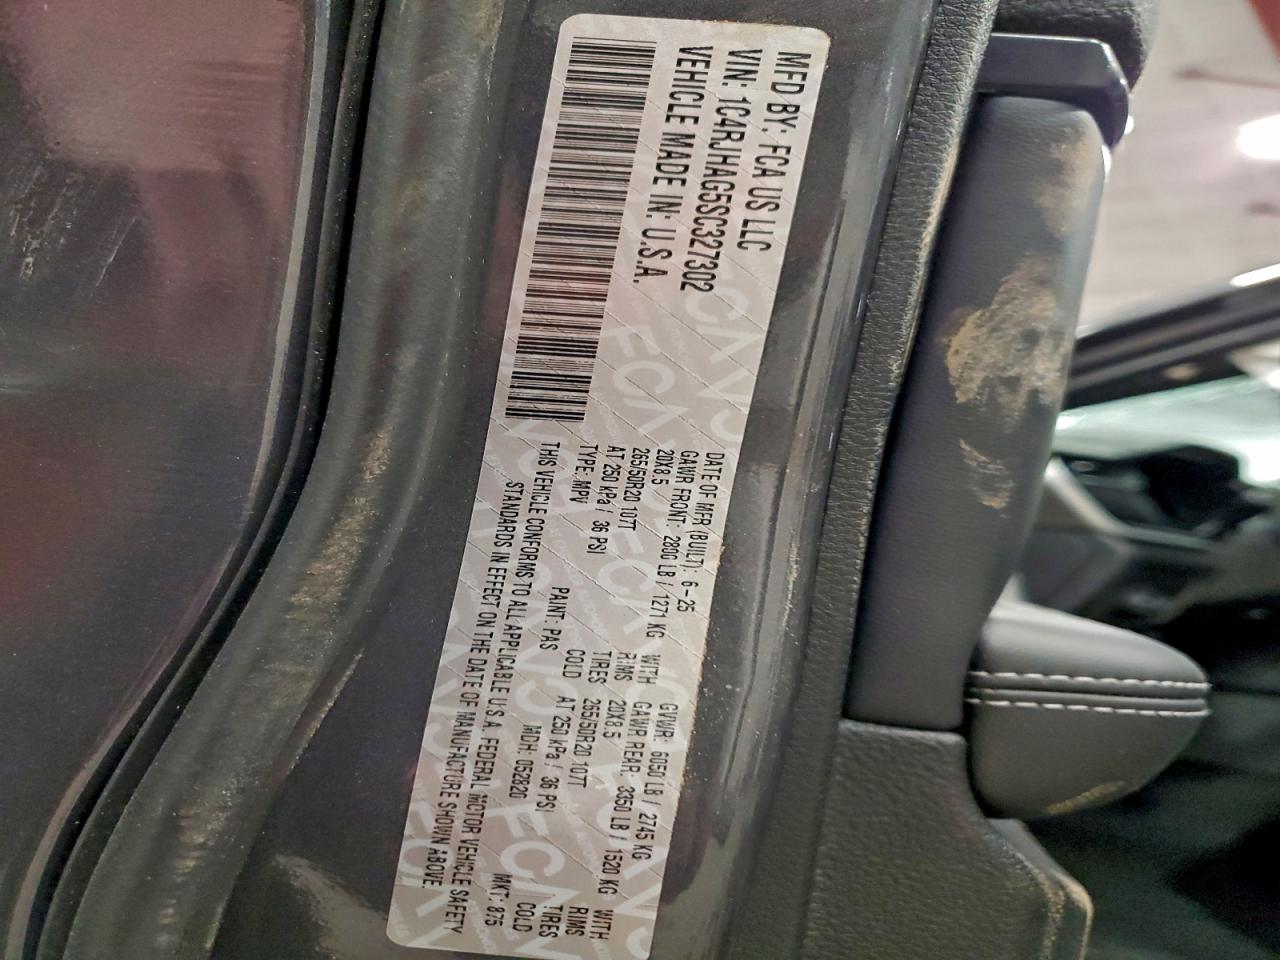 MFD BY: FCA US LLC
VIN: 1C4RJHAG5SC327302
VEHICLE MADE IN: U.S.A.
DATE OF MFR (BUILT): 6-25 GVWR: 6050 LB / 2745 KG
GAWR FRONT: 2806 LB / 1271 KG WITH GAWR REAR: 3350 LB / 1520 KG WITH
20X8.5 RIMS 20X8.5 RIMS
265/50R20 107T TIRES 265/50R20 107T TIRES
AT 250 kPa / 36 PSI COLD AT 250 kPa / 36 PSI COLD
TYPE: MPV PAINT: PAS MDH: 052820 MKT: 875
THIS VEHICLE CONFORMS TO ALL APPLICABLE U.S.A. FEDERAL MOTOR VEHICLE SAFETY
STANDARDS IN EFFECT ON THE DATE OF MANUFACTURE SHOWN ABOVE.